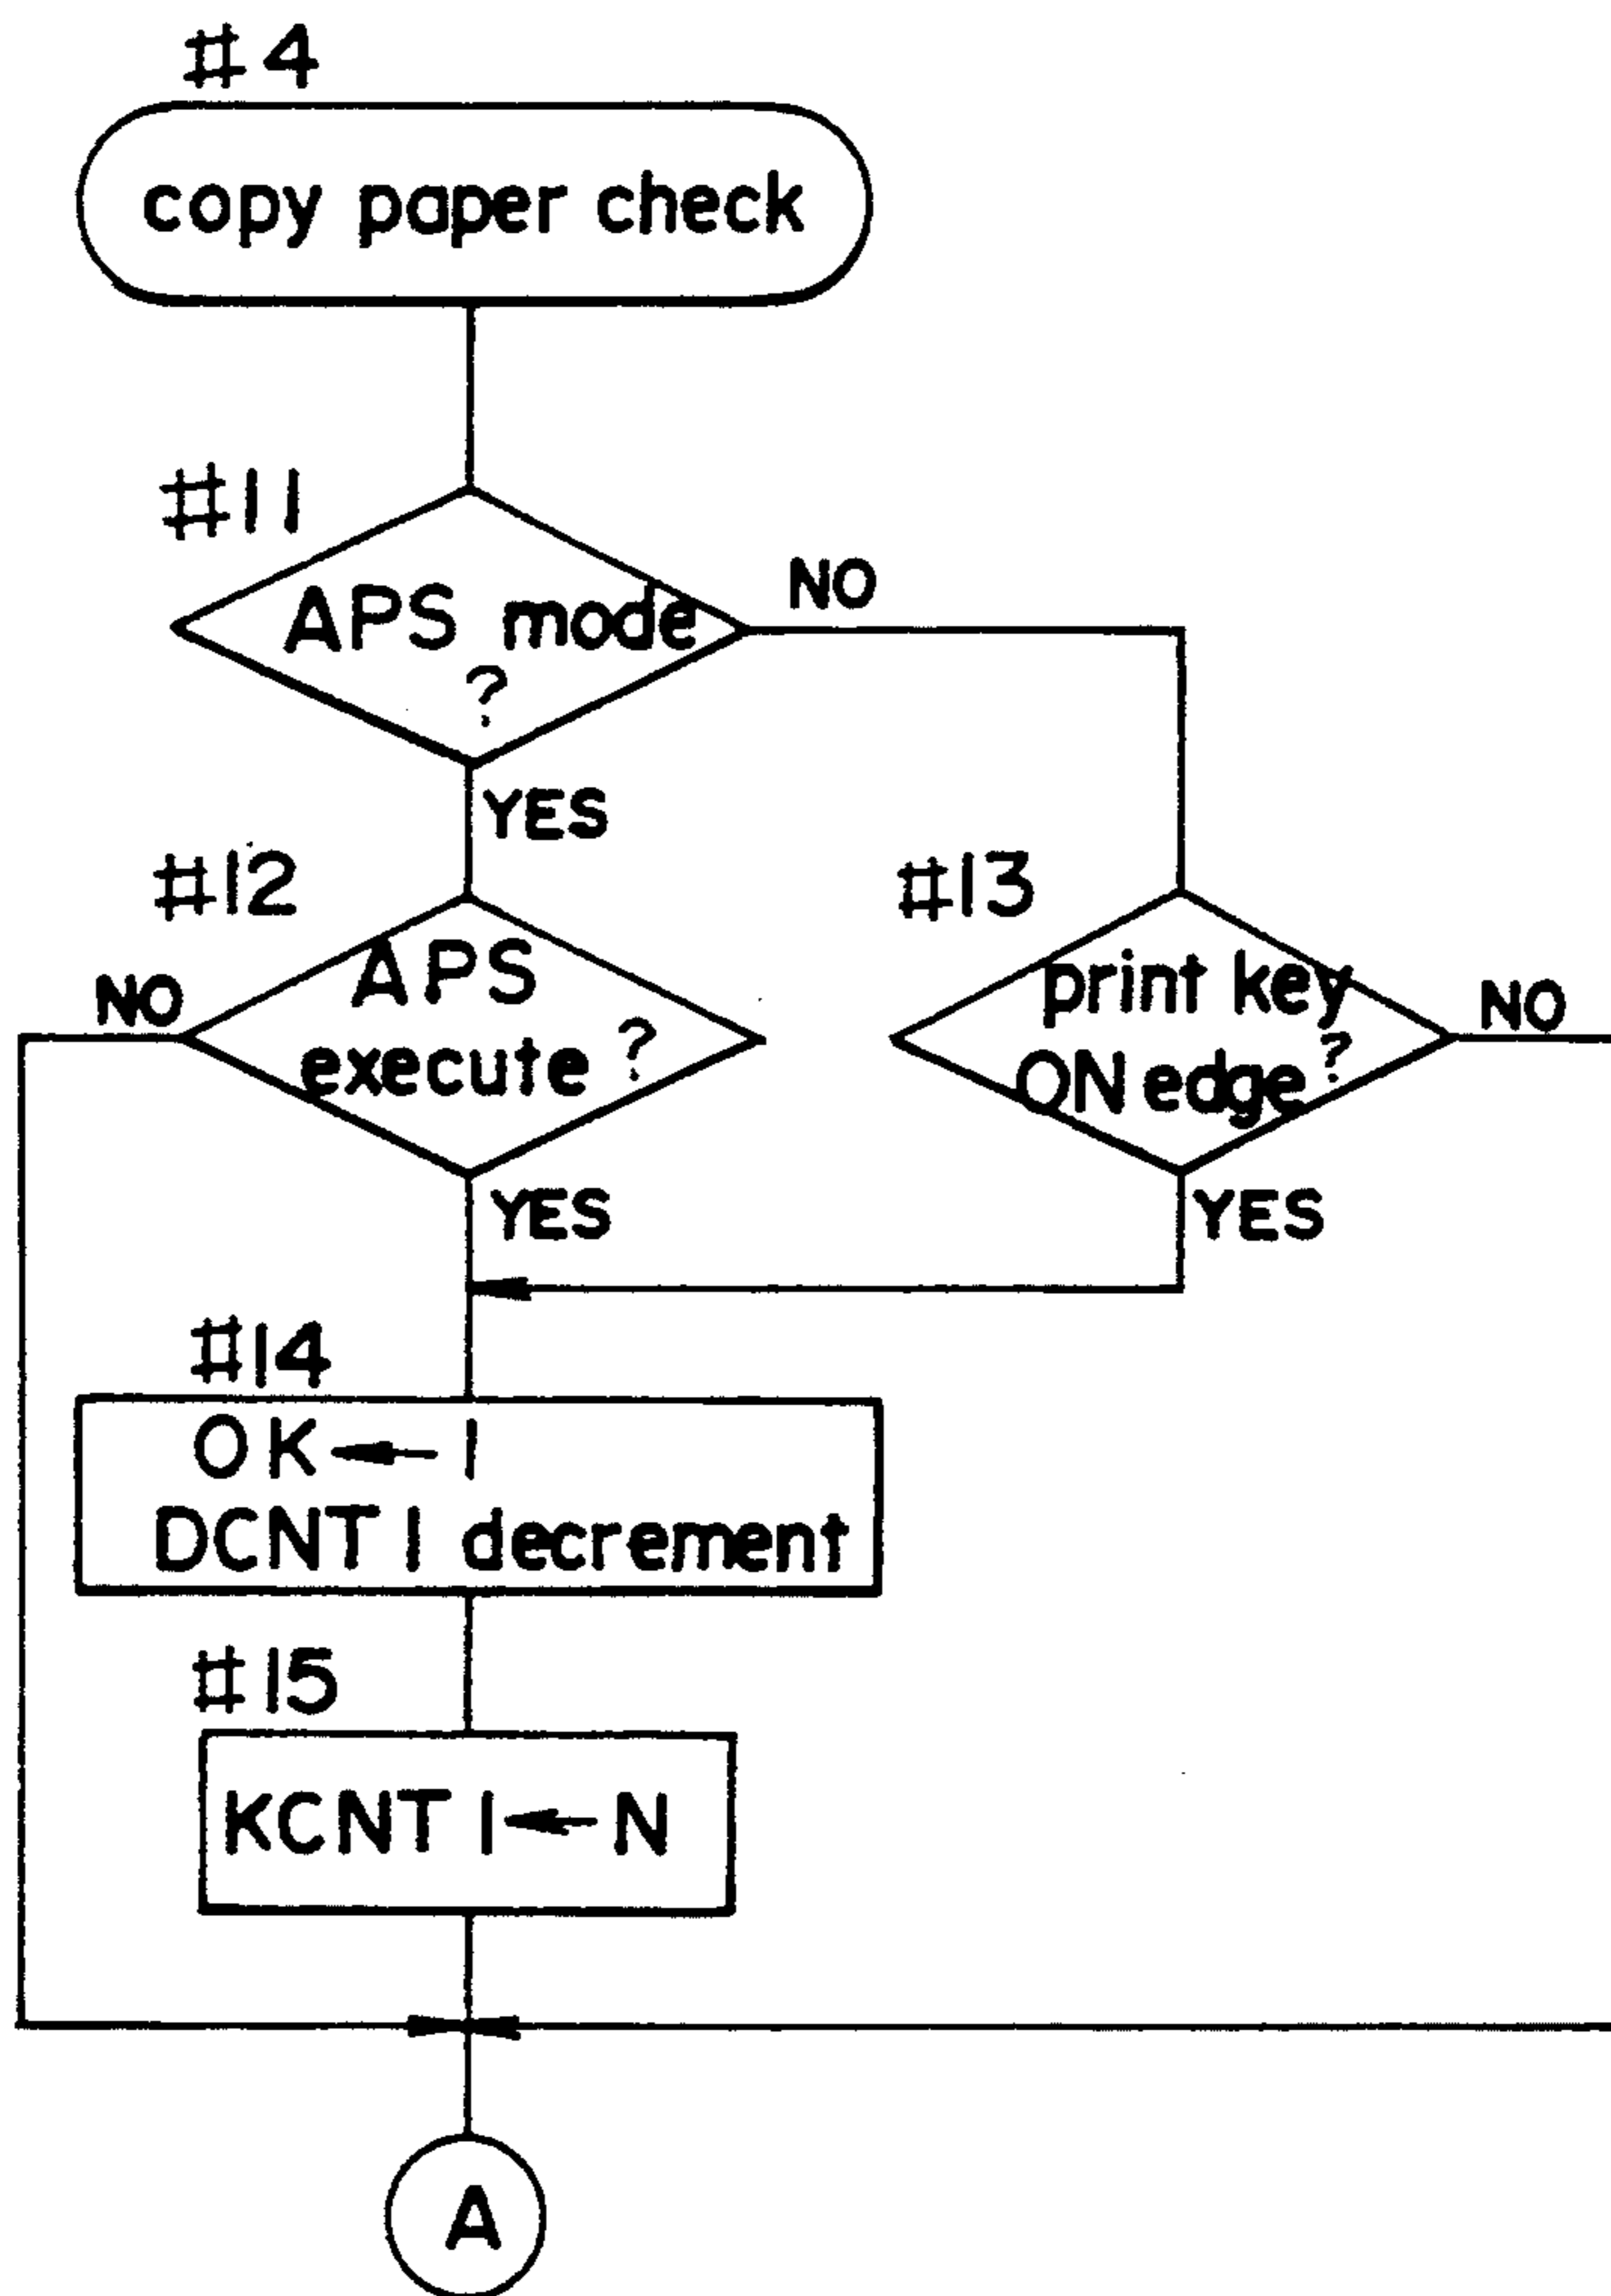 #4
copy paper check
#11
APS mode
?
NO
YES
#12
APS
execute ?
NO
YES
#13
print key
ON edge ?
NO
YES
#14
OK ← 1
DCNT 1 decrement
#15
KCNT 1 ← N
A